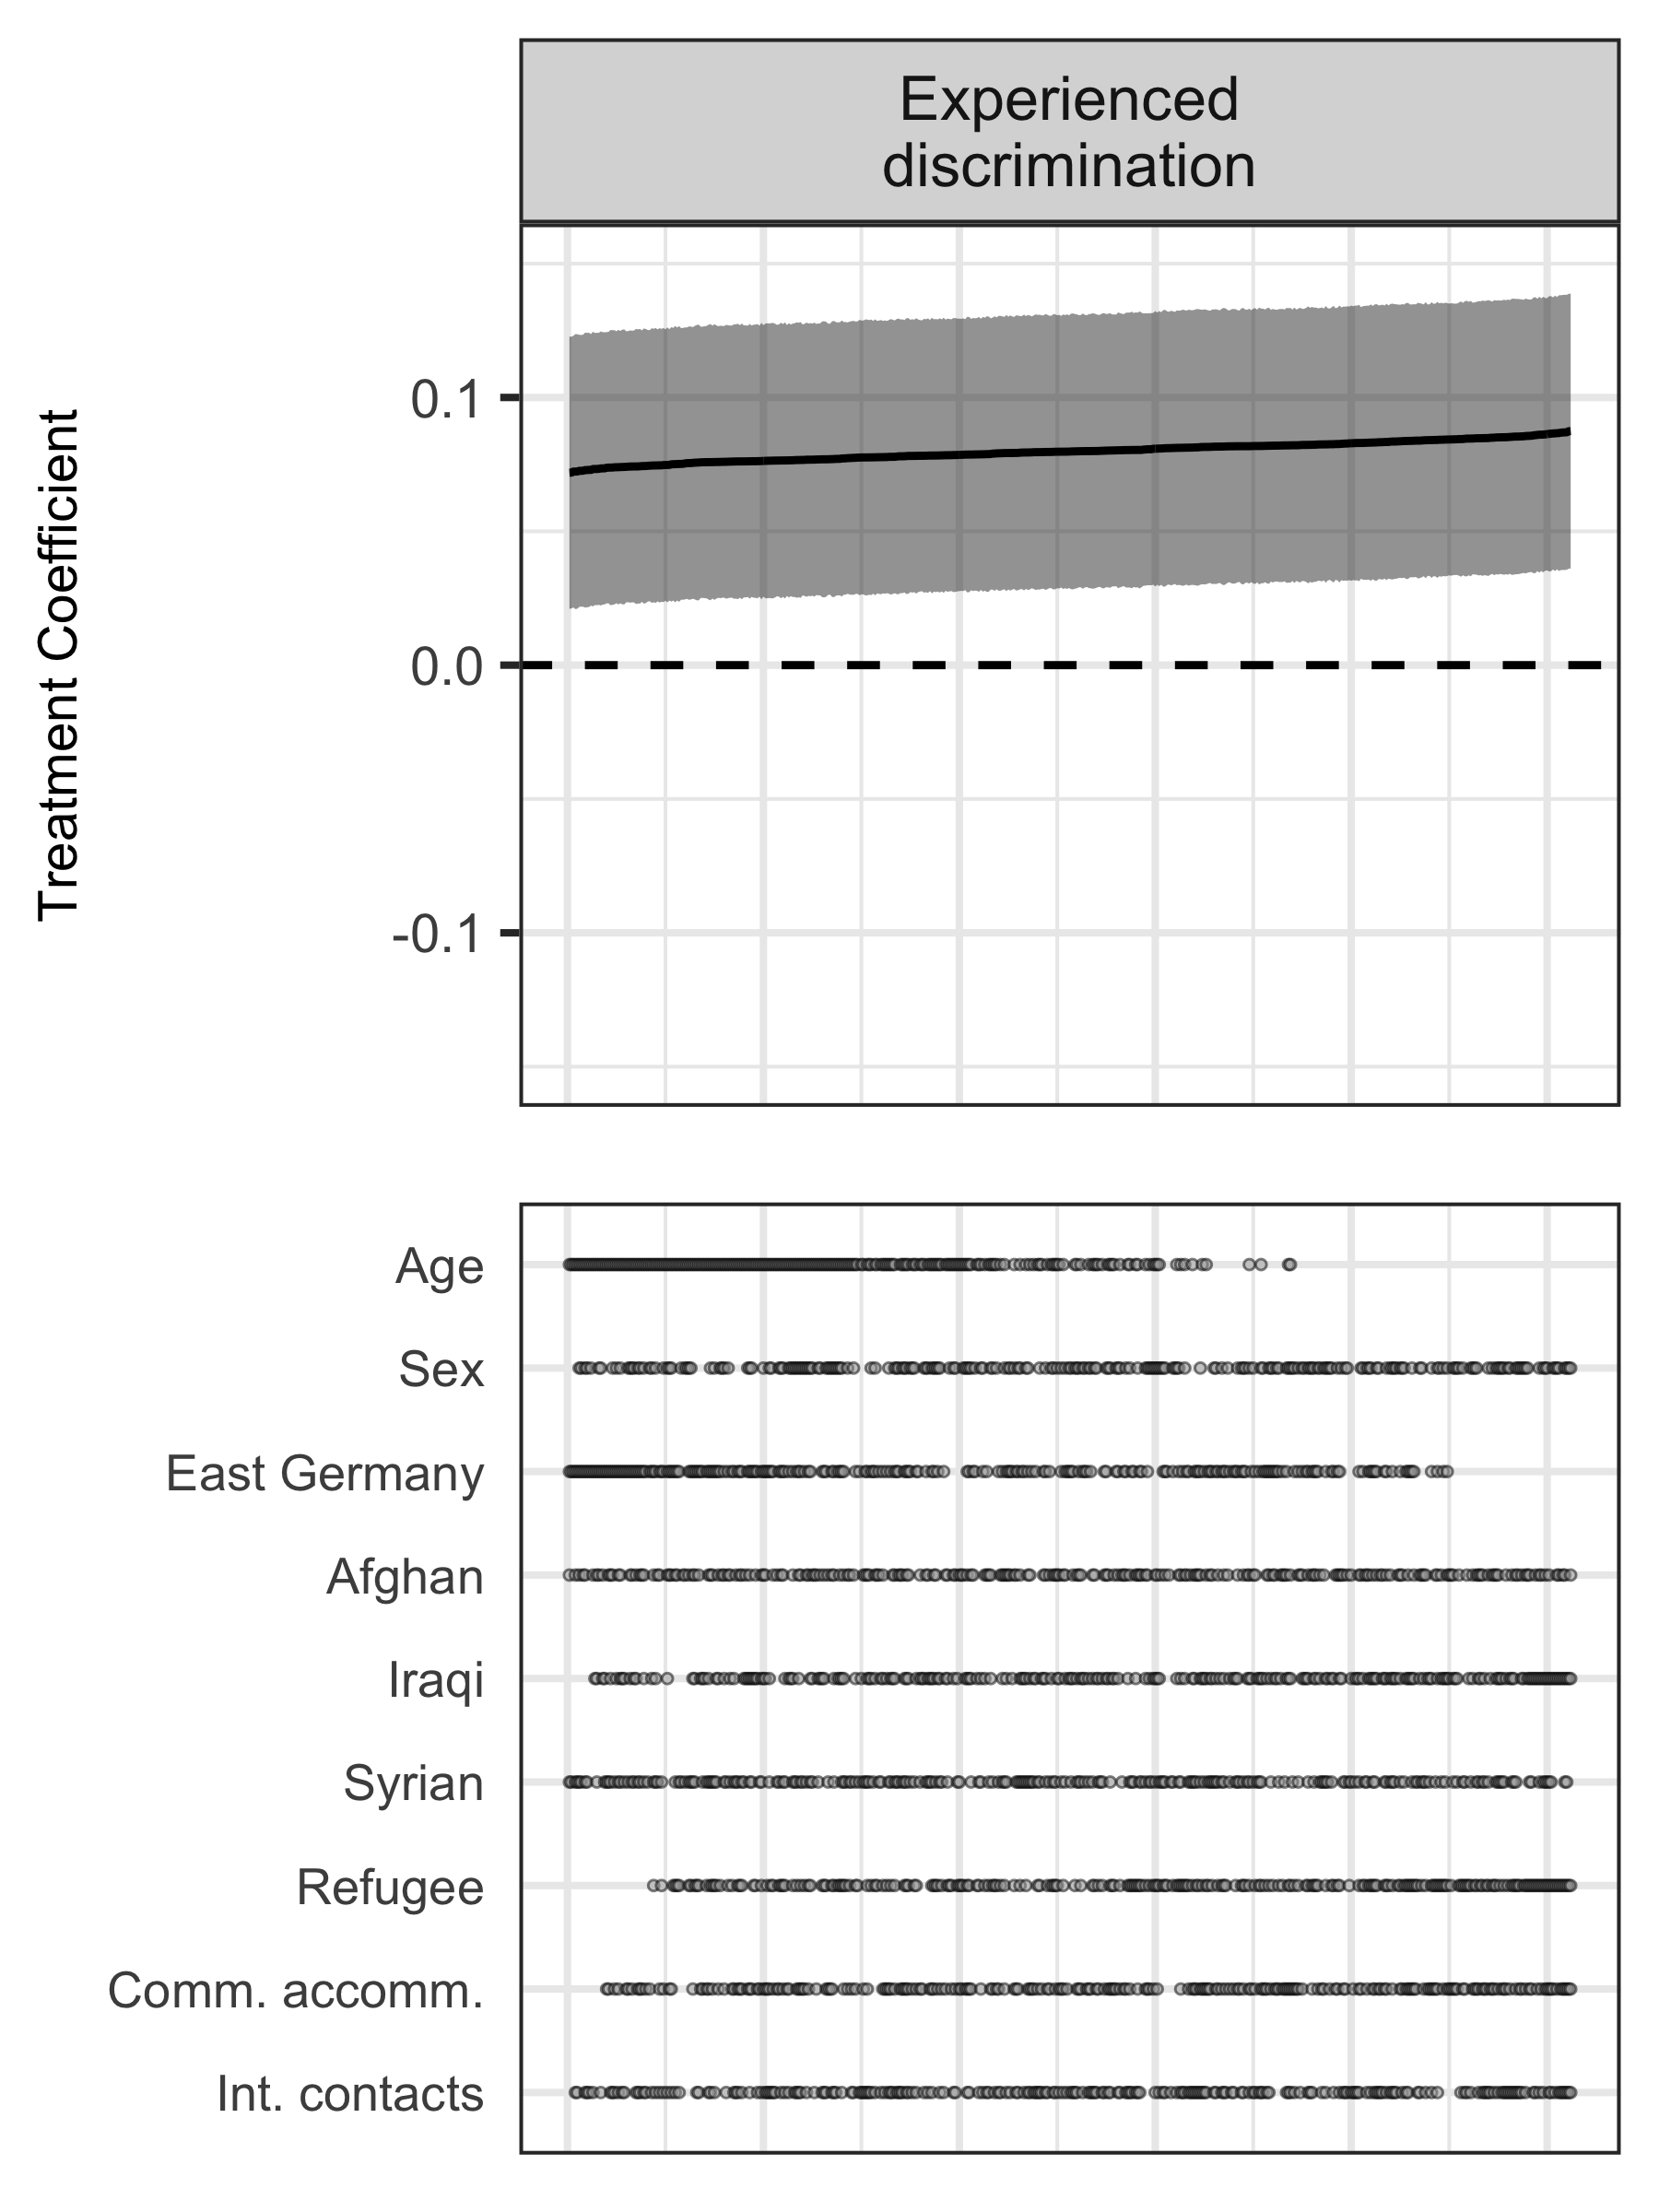 Experienced
discrimination
Treatment Coefficient
0.1
0.0
-0.1
Age
Sex
East Germany
Afghan
Iraqi
Syrian
Refugee
Comm. accomm.
Int. contacts